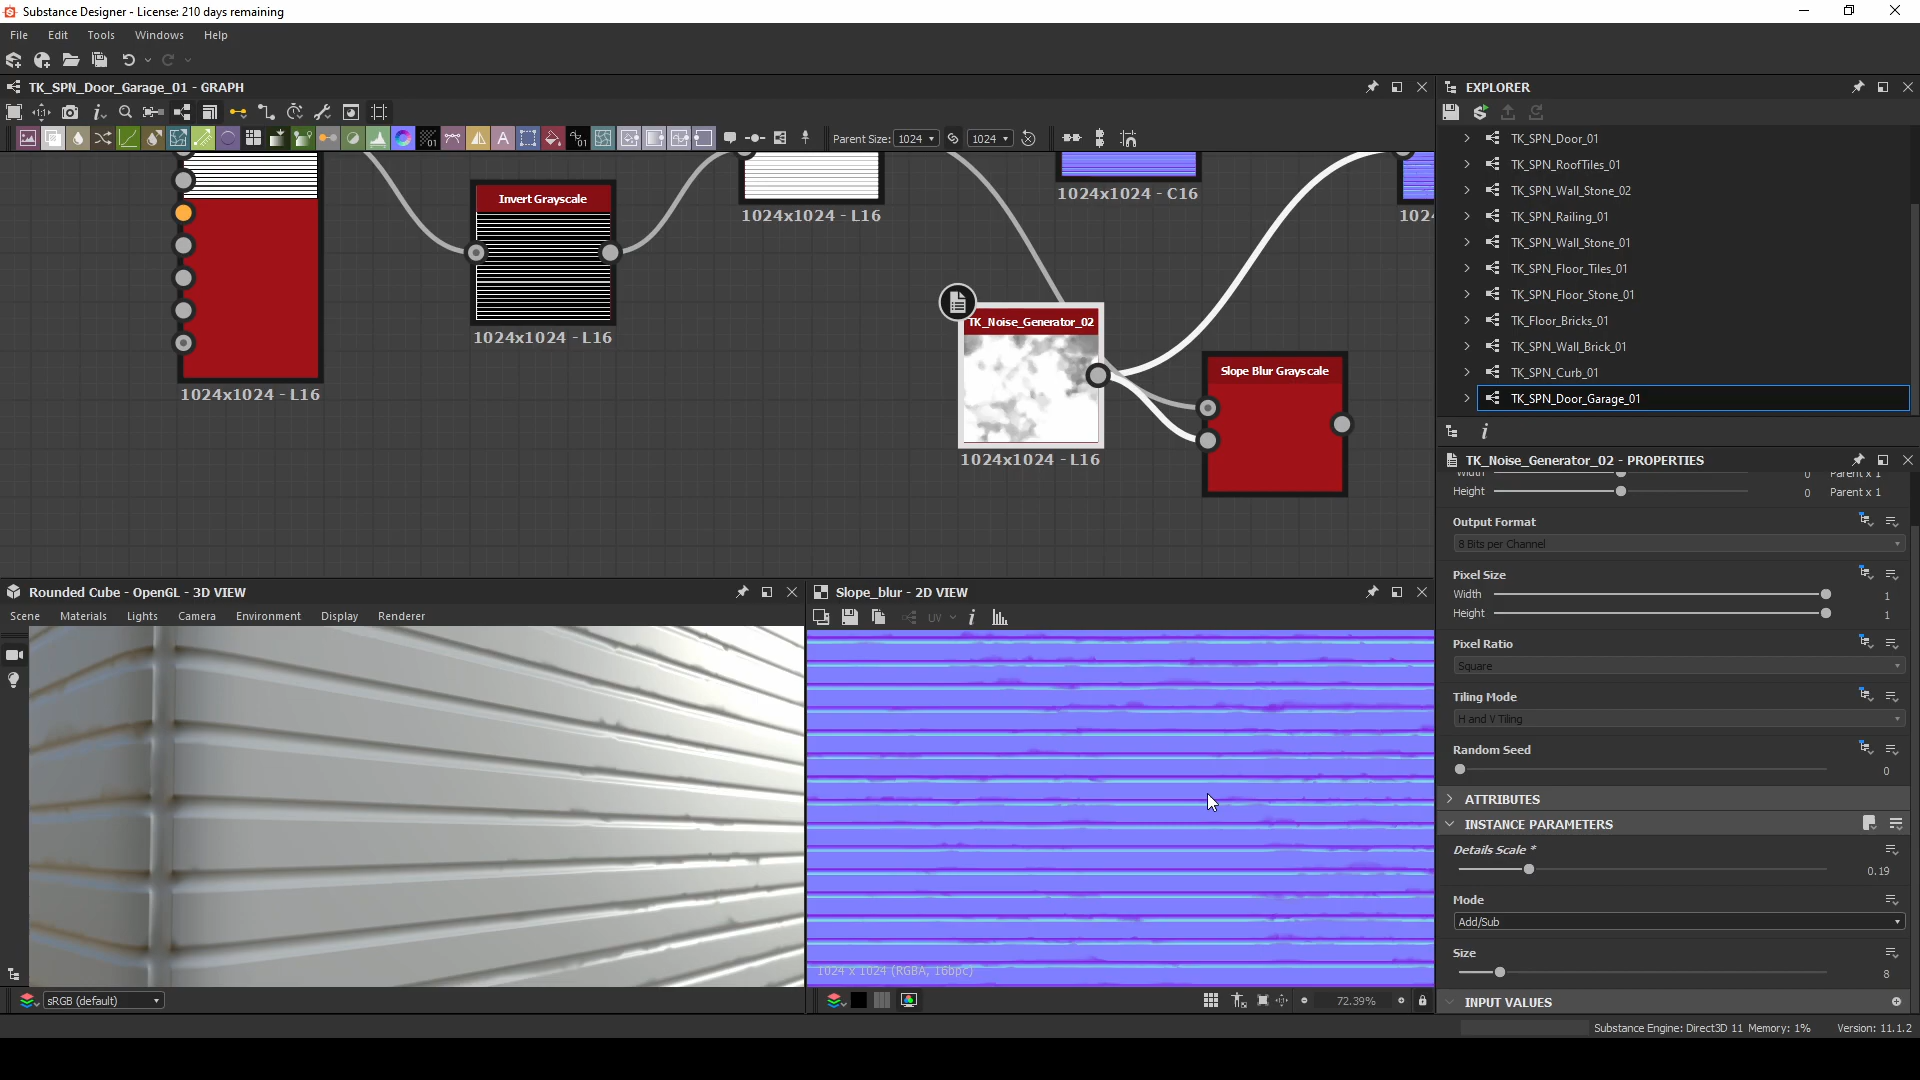 Substance Designer - License: 210 days remaining
File Edit Tools Windows Help
TK_SPN_Door_Garage_01 - GRAPH
Parent Size: 1024 1024
Invert Grayscale
1024x1024 - L16
1024x1024 - L16
1024x1024 - C16
102
1024x1024 - L16
TK_Noise_Generator_02
1024x1024 - L16
Slope Blur Grayscale
EXPLORER
TK_SPN_Door_01
TK_SPN_RoofTiles_01
TK_SPN_Wall_Stone_02
TK_SPN_Railing_01
TK_SPN_Wall_Stone_01
TK_SPN_Floor_Tiles_01
TK_SPN_Floor_Stone_01
TK_Floor_Bricks_01
TK_SPN_Wall_Brick_01
TK_SPN_Curb_01
TK_SPN_Door_Garage_01
TK_Noise_Generator_02 - PROPERTIES
Width 0 Parent x 1
Height 0 Parent x 1
Output Format
8 Bits per Channel
Pixel Size
Width 1
Height 1
Pixel Ratio
Square
Tiling Mode
H and V Tiling
Random Seed
0
ATTRIBUTES
INSTANCE PARAMETERS
Details Scale *
0.19
Mode
Add/Sub
Size
8
INPUT VALUES
Rounded Cube - OpenGL - 3D VIEW
Scene Materials Lights Camera Environment Display Renderer
sRGB (default)
Slope_blur - 2D VIEW
UV
1024 x 1024 (RGBA, 16bpc)
72.39%
Substance Engine: Direct3D 11 Memory: 1% Version: 11.1.2